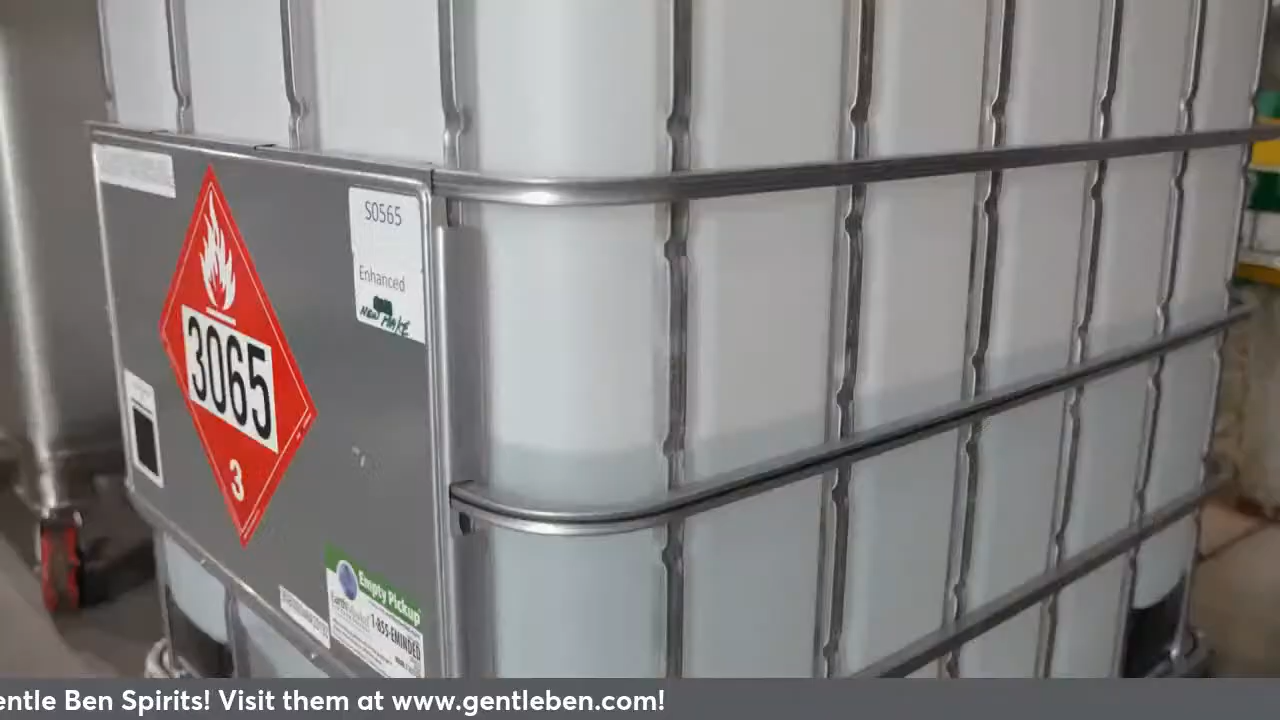 S0565
Enhanced
NEW MAKE
3065
3
Empty Pickup
1-855-EMINDED
entle Ben Spirits! Visit them at www.gentleben.com!